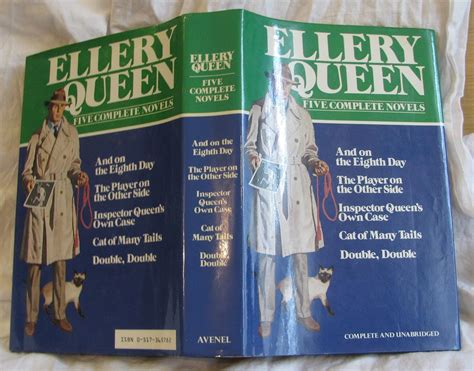 ELLERY
QUEEN
FIVE COMPLETE NOVELS
And on the
Eighth Day
The Player on
the Other Side
Inspector Queen's
Own Case
Cat of Many Tails
Double, Double
ISBN
ELLERY
QUEEN
FIVE
COMPLETE
NOVELS
And on the
Eighth Day
The Player on
the Other Side
Inspector
Queen's
Own Case
Cat of
Many Tails
Double,
Double
AVENEL
ELLERY
QUEEN
FIVE COMPLETE NOVELS
And on the
Eighth Day
The Player on
the Other Side
Inspector Queen's
Own Case
Cat of Many Tails
Double, Double
COMPLETE AND UNABRIDGED